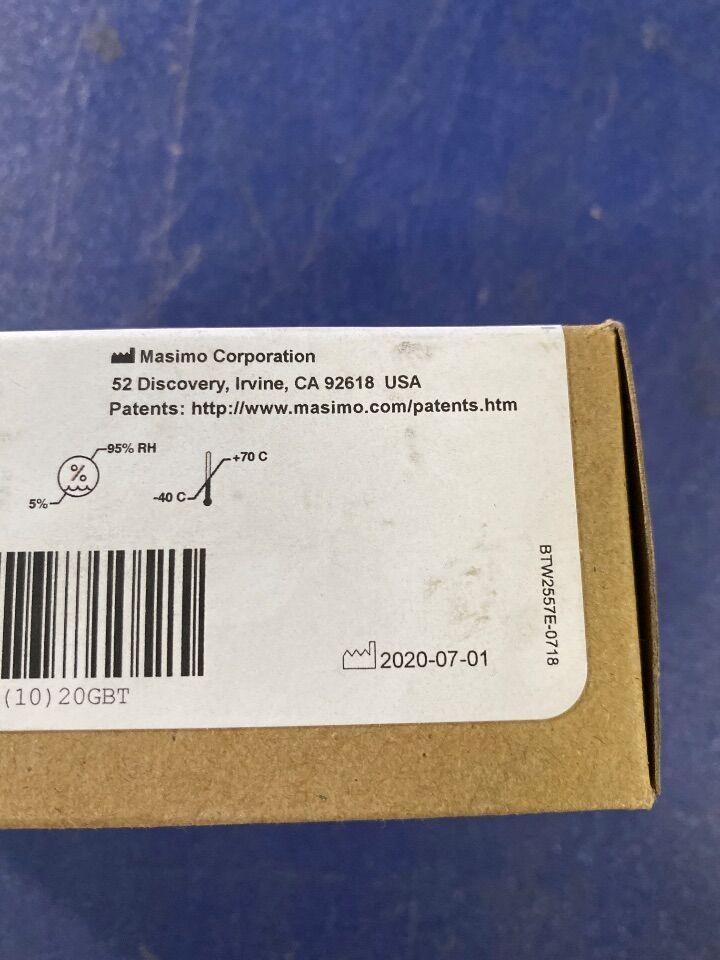 Masimo Corporation
52 Discovery, Irvine, CA 92618 USA
Patents: http://www.masimo.com/patents.htm
95% RH
%
5%
+70 C
-40 C
(10)20GBT
2020-07-01
BTW2557E-0718